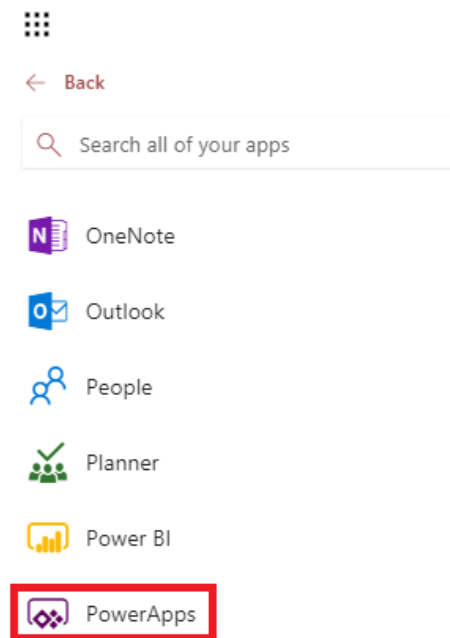 Back
Search all of your apps
N OneNote
O Outlook
People
Planner
Power BI
PowerApps